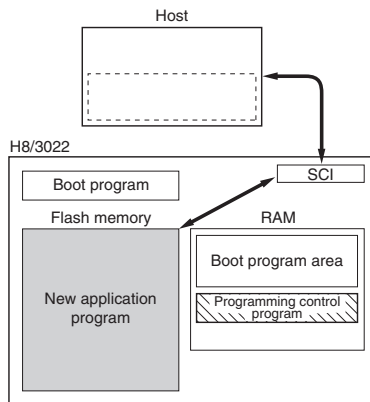 Host
H8/3022
SCI
Boot program
Flash memory
RAM
Boot program area
New application
program
Programming control
program